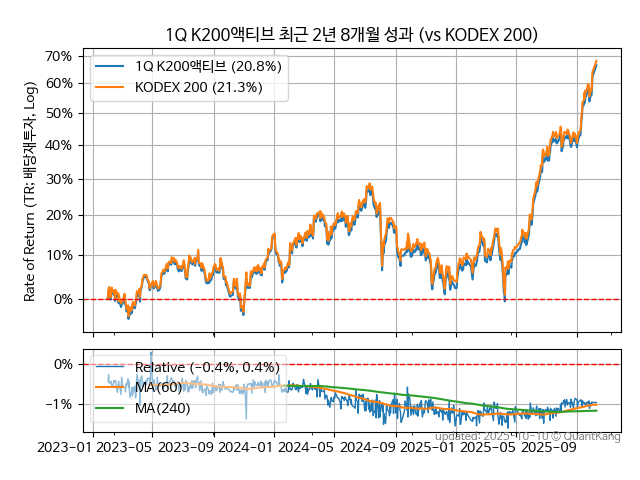 1Q K200액티브 최근 2년 8개월 성과 (vs KODEX 200)
Rate of Return (TR: 배당재투자, Log)
70%
60%
50%
40%
30%
20%
10%
0%
1Q K200액티브 (20.8%)
KODEX 200 (21.3%)
0%
−1%
Relative (−0.4%, 0.4%)
MA(60)
MA(240)
updated: 2025-10-10 © QuantKang
2023-01 2023-05 2023-09 2024-01 2024-05 2024-09 2025-01 2025-05 2025-09